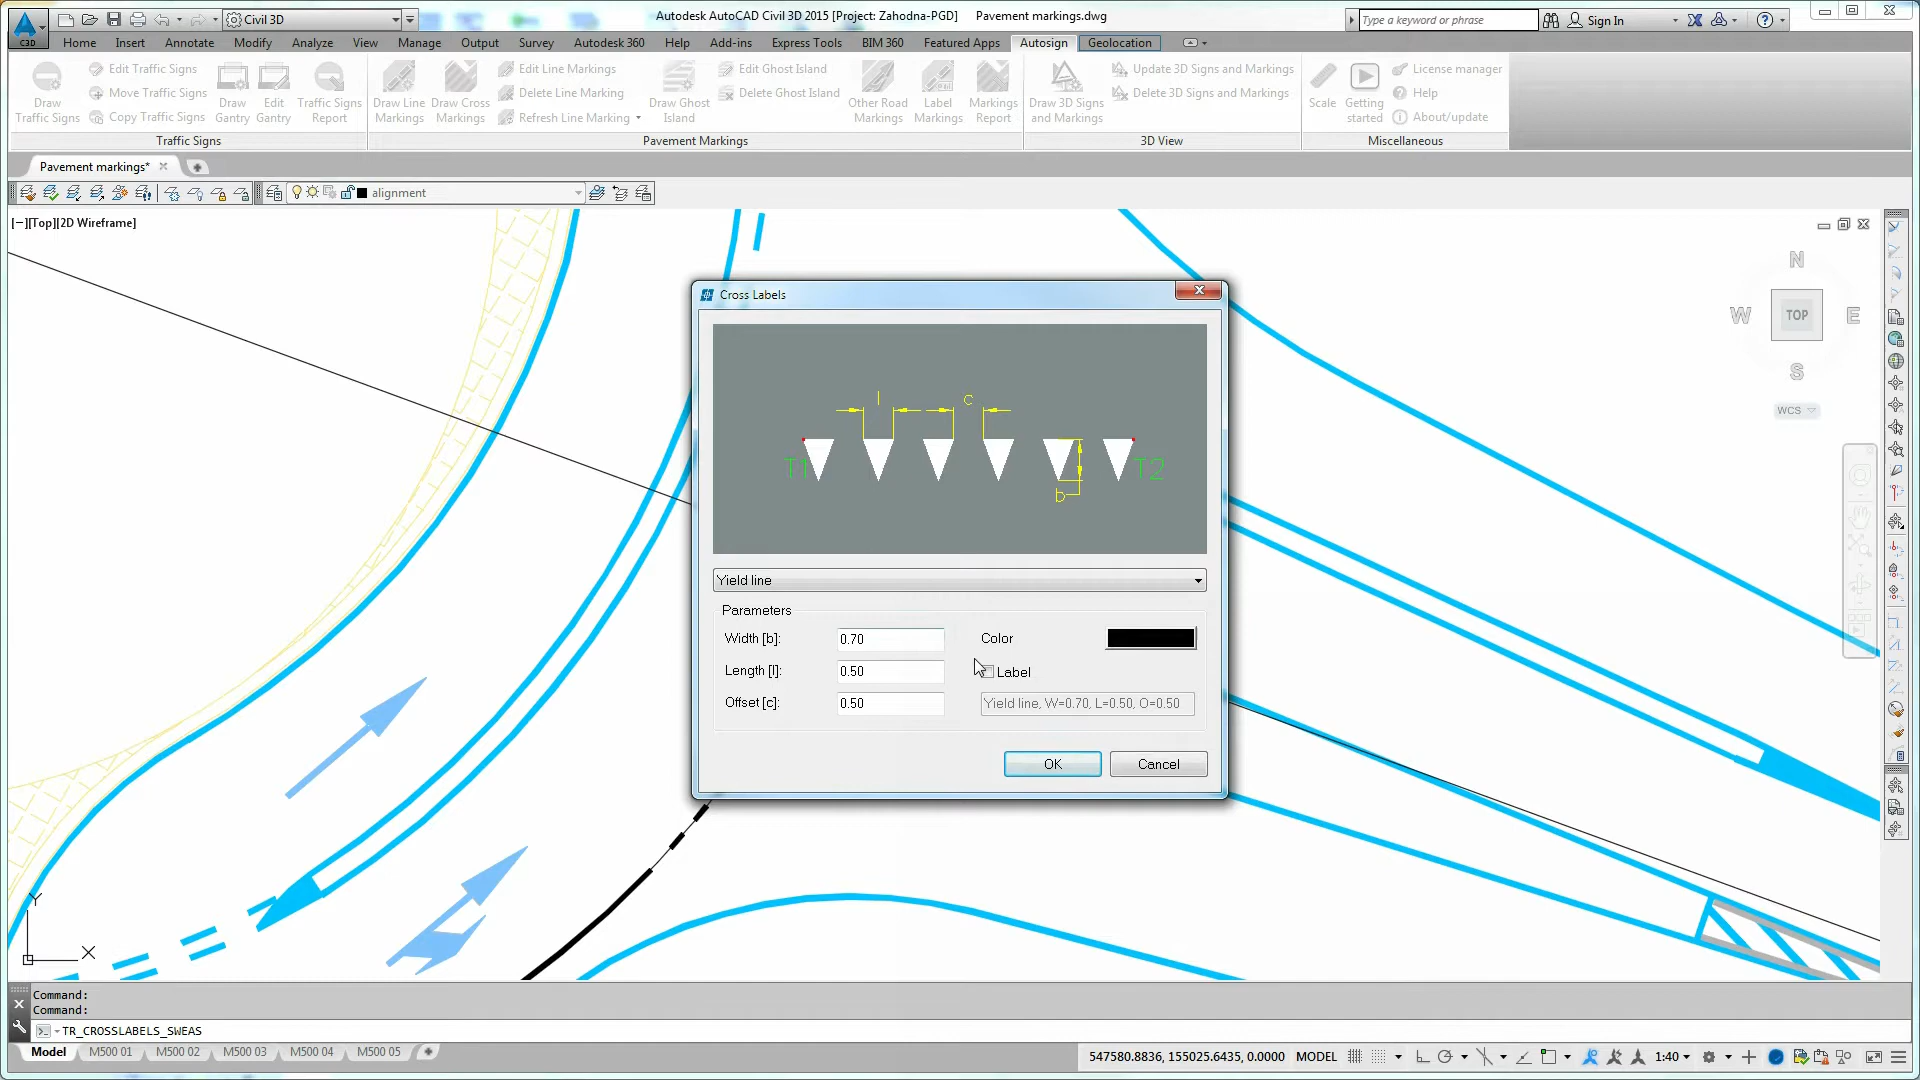 Civil 3D
Autodesk AutoCAD Civil 3D 2015 [Project: Zahodna-PGD] Pavement markings.dwg
Type a keyword or phrase
Sign In
C3D
Home Insert Annotate Modify Analyze View Manage Output Survey Autodesk 360 Help Add-ins Express Tools BIM 360 Featured Apps Autosign Geolocation
Draw Traffic Signs
Edit Traffic Signs
Move Traffic Signs
Copy Traffic Signs
Draw Gantry
Edit Gantry
Traffic Signs Report
Draw Line Markings
Draw Cross Markings
Edit Line Markings
Delete Line Marking
Refresh Line Marking
Draw Ghost Island
Edit Ghost Island
Delete Ghost Island
Other Road Markings
Label Markings
Markings Report
Draw 3D Signs and Markings
Update 3D Signs and Markings
Delete 3D Signs and Markings
Scale
Getting started
License manager
Help
About/update
Traffic Signs
Pavement Markings
3D View
Miscellaneous
Pavement markings*
alignment
[−][Top][2D Wireframe]
N
W TOP E
S
WCS
Cross Labels
l c
T1 T2
b
Yield line
Parameters
Width [b]: 0.70 Color
Length [l]: 0.50 Label
Offset [c]: 0.50 Yield line, W=0.70, L=0.50, O=0.50
OK Cancel
Y
X
Command:
Command:
TR_CROSSLABELS_SWEAS
Model M500 01 M500 02 M500 03 M500 04 M500 05
547580.8836, 155025.6435, 0.0000 MODEL 1:40